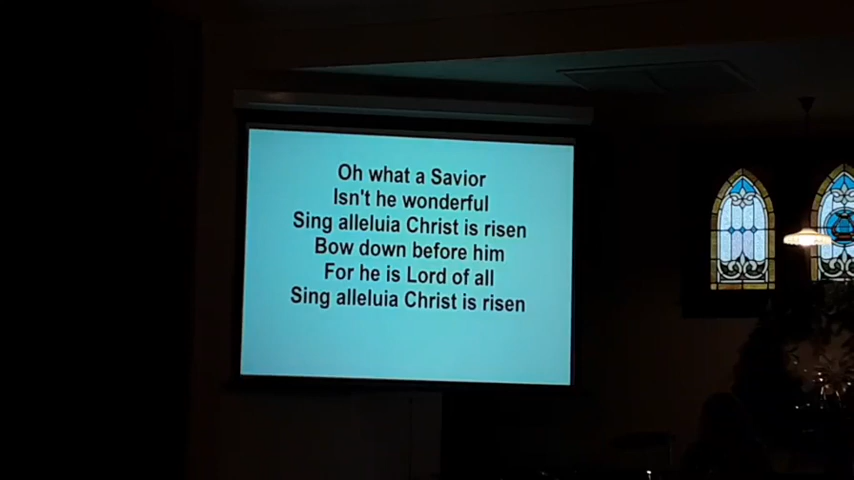 Oh what a Savior
Isn't he wonderful
Sing alleluia Christ is risen
Bow down before him
For he is Lord of all
Sing alleluia Christ is risen